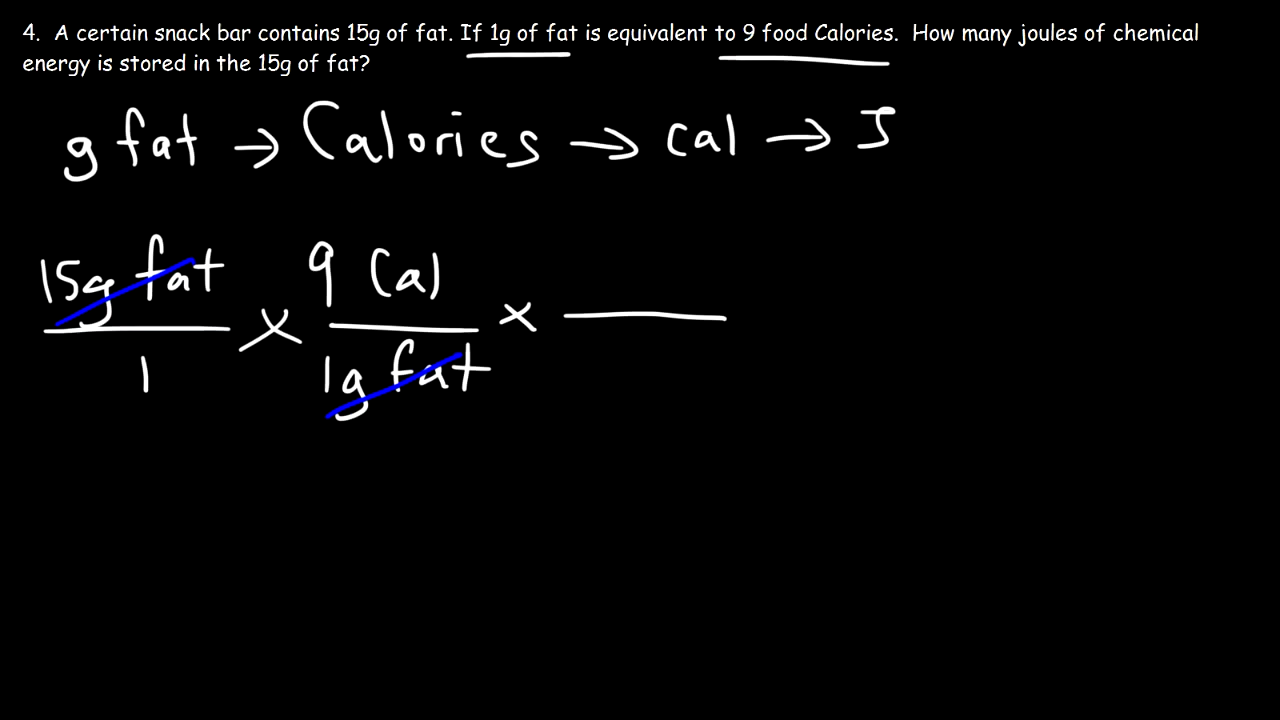 4. A certain snack bar contains 15g of fat. If 1g of fat is equivalent to 9 food Calories. How many joules of chemical
energy is stored in the 15g of fat?
g fat → Calories → cal → J
15g fat × 9 Cal ×
1 1g fat